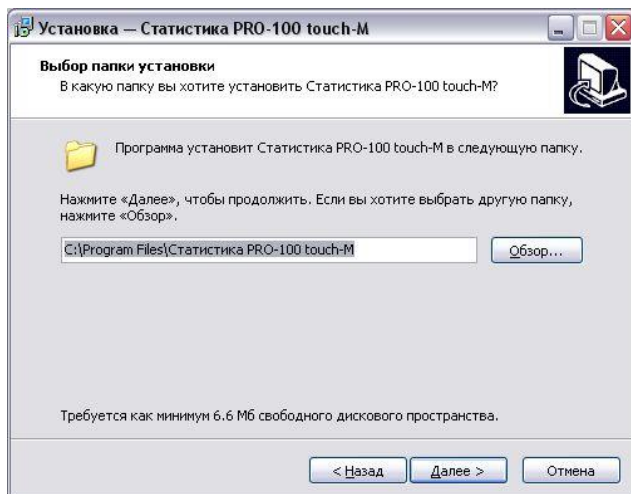 Установка — Статистика PRO-100 touch-M
Выбор папки установки
В какую папку вы хотите установить Статистика PRO-100 touch-M?
Программа установит Статистика PRO-100 touch-M в следующую папку.
Нажмите «Далее», чтобы продолжить. Если вы хотите выбрать другую папку,
нажмите «Обзор».
C:\Program Files\Статистика PRO-100 touch-M
Обзор...
Требуется как минимум 6.6 Мб свободного дискового пространства.
< Назад
Далее >
Отмена